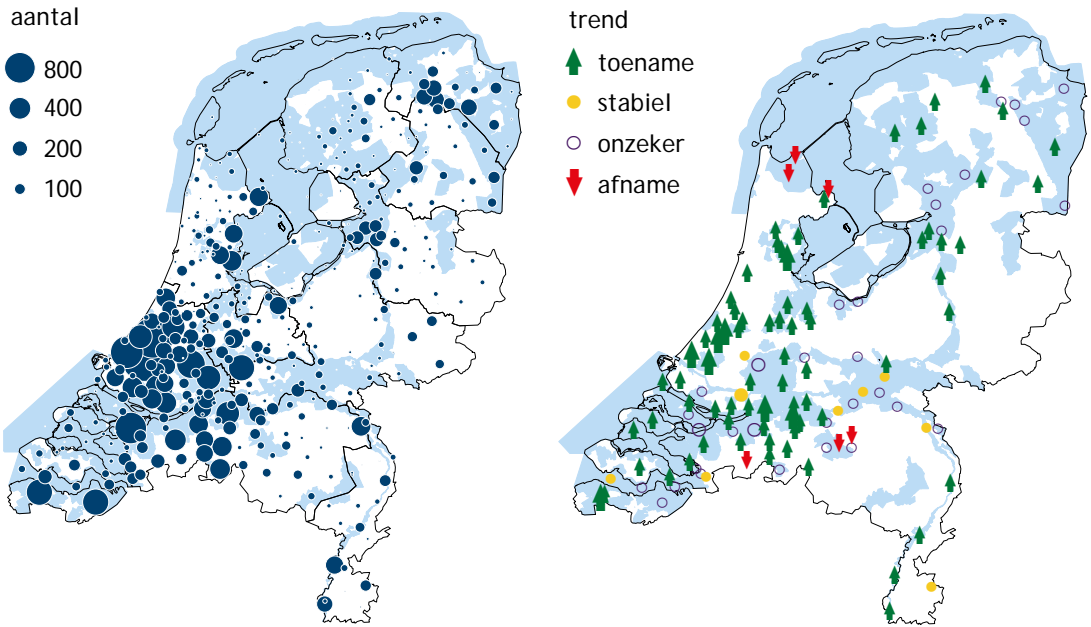 aantal
800
400
200
100
trend
toename
stabiel
onzeker
afname